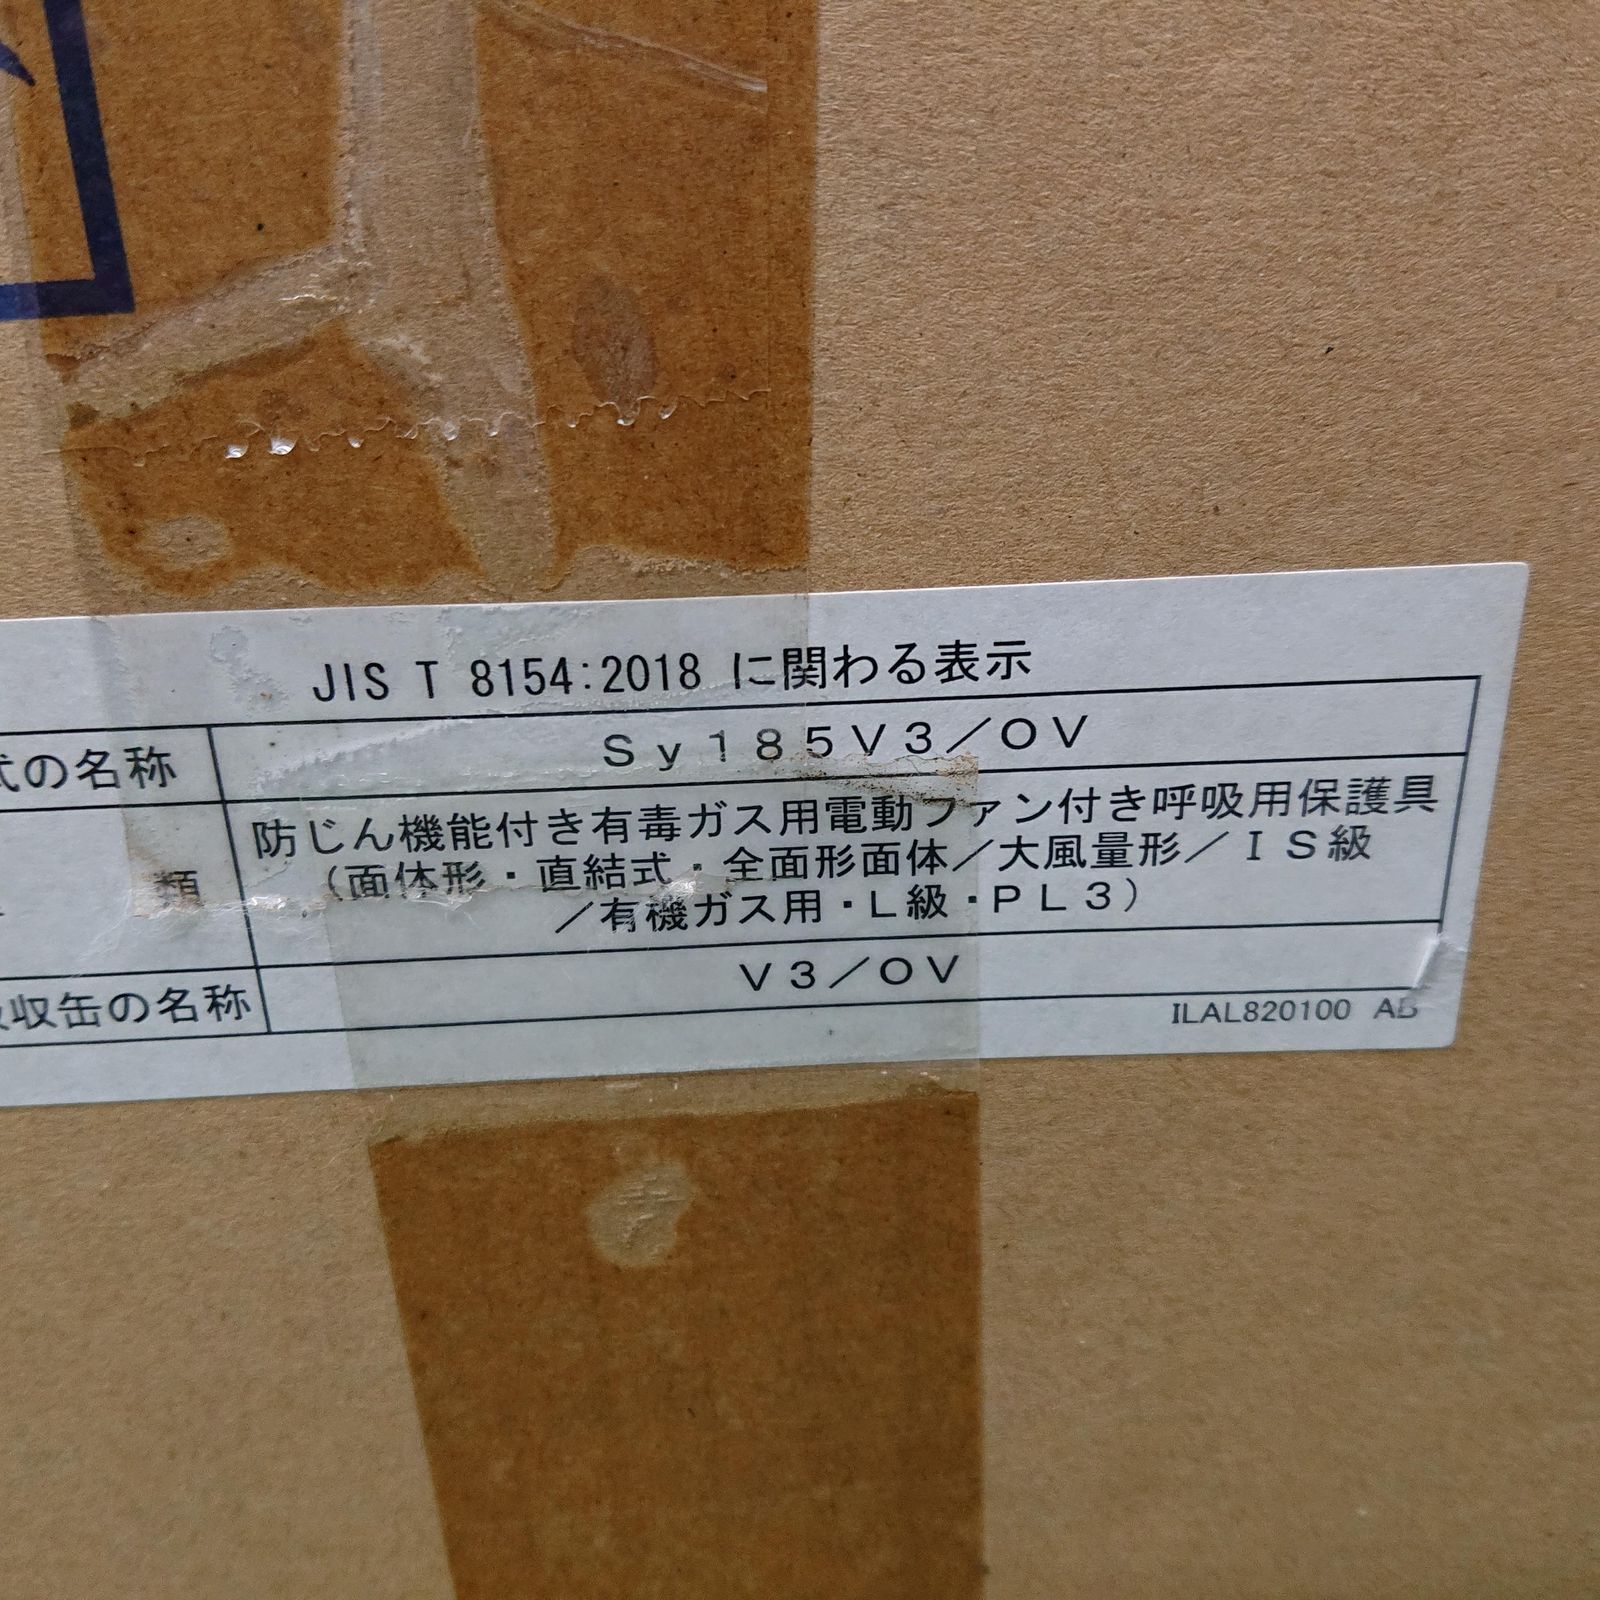 JIS T 8154:2018 に関わる表示
式の名称 Sy185V3/OV
防じん機能付き有毒ガス用電動ファン付き呼吸用保護具
類 (面体形・直結式・全面形面体/大風量形/IS級
/有機ガス用・L級・PL3)
収缶の名称 V3/OV
ILAL820100 AB